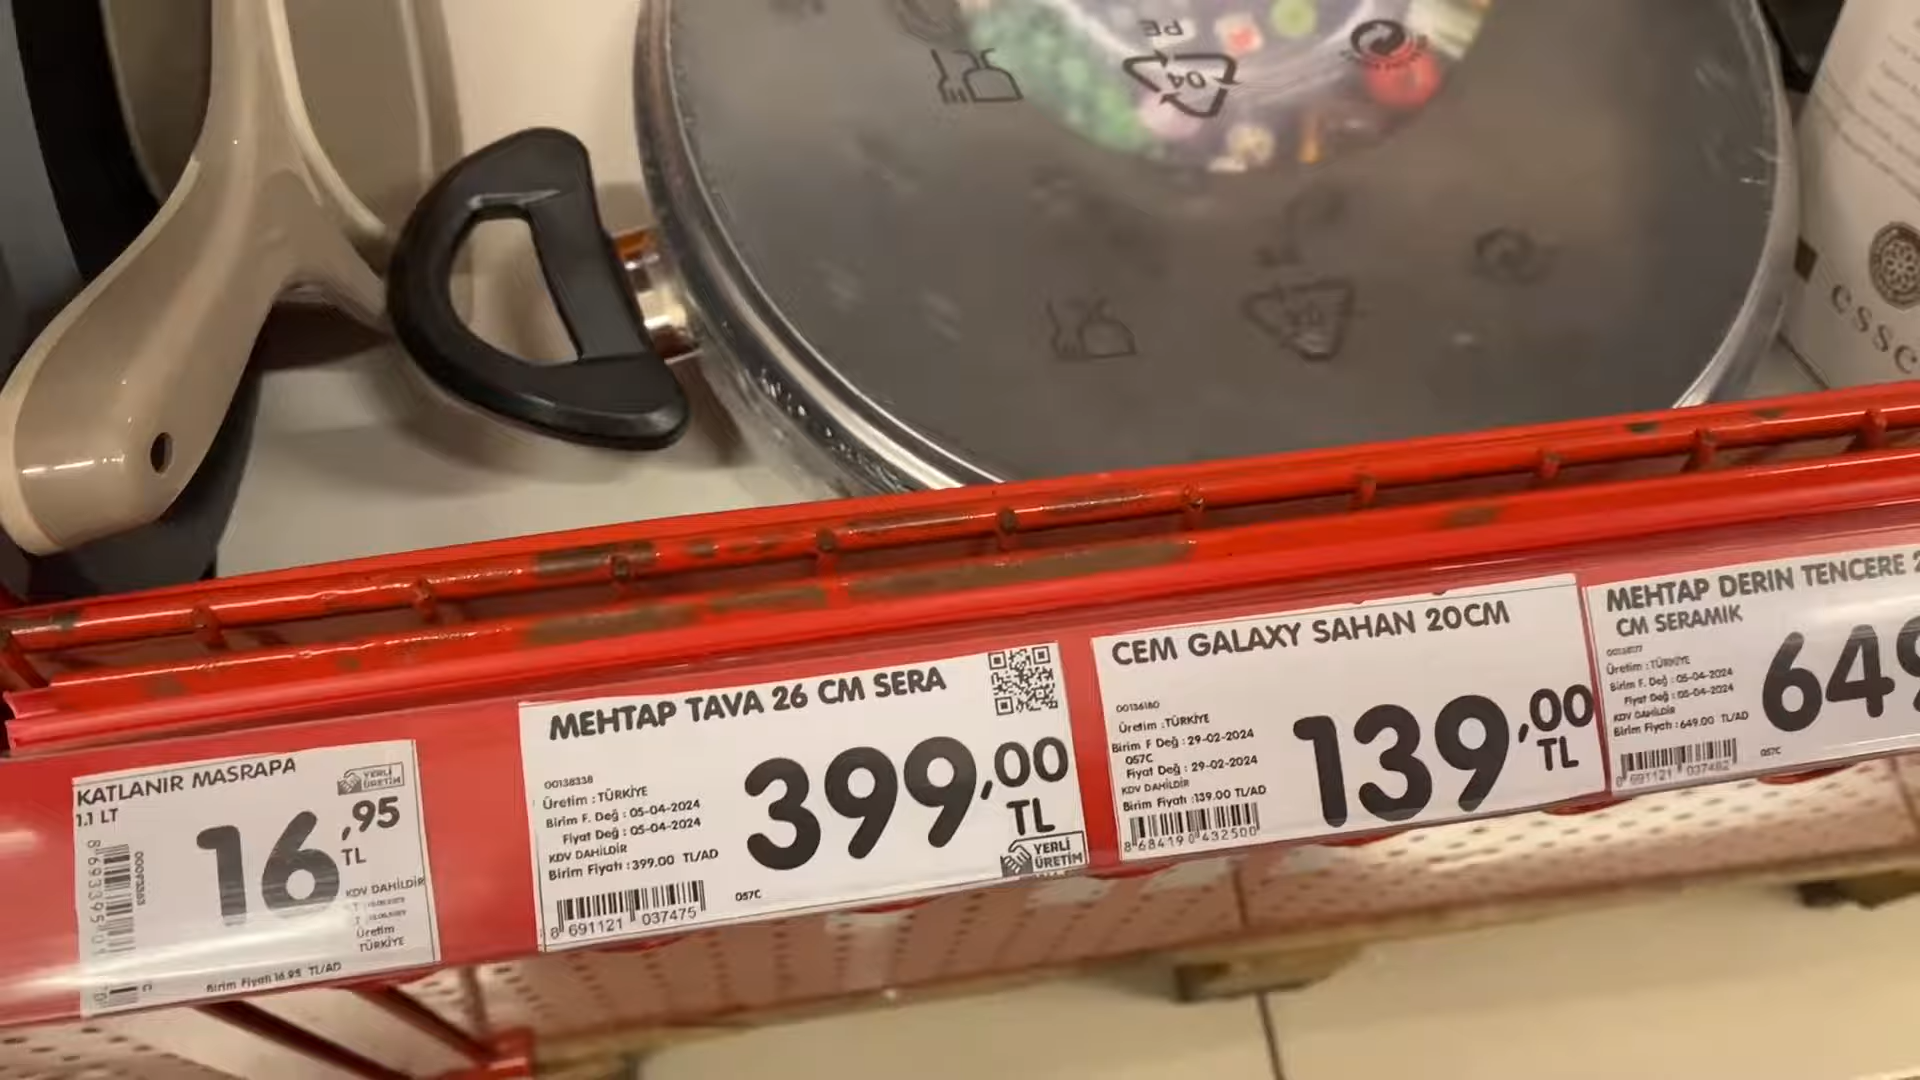 PE
04
esse
KATLANIR MASRAPA
1.1 LT
YERLİ
ÜRETİM
16,95
TL
KDV DAHİLDİR
Üretim
TÜRKİYE
Birim Fiyatı 16.95 TL/AD
MEHTAP TAVA 26 CM SERA
00138338
Üretim : TÜRKİYE
Birim F. Değ : 05-04-2024
Fiyat Değ : 05-04-2024
KDV DAHİLDİR
Birim Fiyatı : 399.00 TL/AD
399,00
TL
YERLİ
ÜRETİM
057C
8 691121 037475
CEM GALAXY SAHAN 20CM
00136180
Üretim : TÜRKİYE
Birim F Değ : 29-02-2024
057C
Fiyat Değ : 29-02-2024
KDV DAHİLDİR
Birim Fiyatı : 139.00 TL/AD
139,00
TL
8 684190 432500
MEHTAP DERIN TENCERE 2
CM SERAMIK
Üretim : TÜRKİYE
Birim F. Değ : 05-04-2024
Fiyat Değ : 05-04-2024
KDV DAHİLDİR
Birim Fiyatı : 649.00 TL/AD
649
057C
8 691121 037482